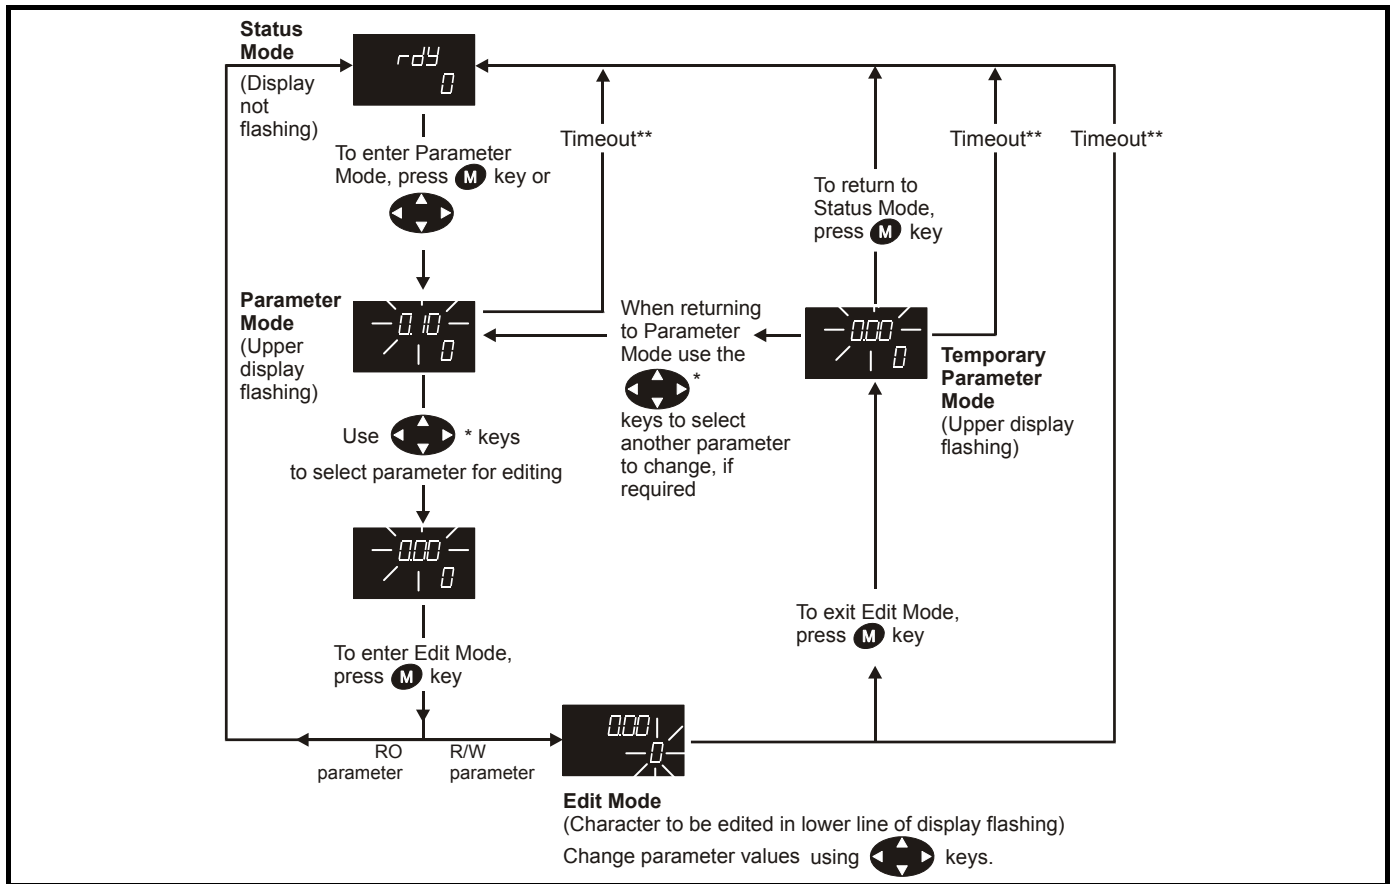 Status
Mode
(Display
not
flashing)
rdY
0
To enter Parameter
Mode, press M key or
Timeout**
Timeout**
Timeout**
To return to
Status Mode,
press M key
Parameter
Mode
(Upper
display
flashing)
0.10
0
When returning
to Parameter
Mode use the
*
keys to select
another parameter
to change, if
required
0.00
0
Temporary
Parameter
Mode
(Upper display
flashing)
Use * keys
to select parameter for editing
0.00
0
To enter Edit Mode,
press M key
To exit Edit Mode,
press M key
RO
parameter
R/W
parameter
0.00
0
Edit Mode
(Character to be edited in lower line of display flashing)
Change parameter values using keys.